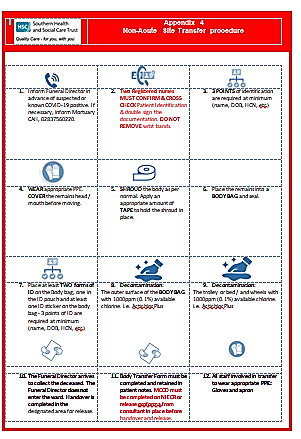 HSC Southern Health
and Social Care Trust
Quality Care - for you, with you
Appendix 4
Non-Acute Site Transfer procedure
1. Inform Funeral Director in
advance of suspected or
known COVID-19 positive. If
necessary, inform Mortuary
CAH, 02837560220.
2. Two Registered nurses
MUST CONFIRM & CROSS
CHECK Patient Identification
& double sign the
documentation. DO NOT
REMOVE wrist bands.
3. 3 POINTS of identification
are required at minimum
(name, DOB, HCN, etc.)
4. WEAR appropriate PPE.
COVER the remains head /
mouth before moving.
5. SHROUD the body as per
normal. Apply an
appropriate amount of
TAPE to hold the shroud in
place.
6. Place the remains into a
BODY BAG and seal.
7. Place at least TWO forms of
ID on the Body bag, one in
the ID pouch and at least
one ID sticker on the body
bag - 3 points of ID are
required at minimum
(name, DOB, HCN, etc.)
8. Decontamination:
The outer surface of the BODY BAG
with 1000ppm (0.1%) available
chlorine. i.e. Actichlor Plus
9. Decontamination:
The trolley or bed / and wheels with
1000ppm (0.1%) available chlorine.
i.e. Actichlor Plus
10. The Funeral Director arrives
to collect the deceased. The
Funeral Director does not
enter the ward. Handover is
completed in the
designated area for release.
11. Body Transfer Form must be
completed and retained in
patient notes. MCCD must
be completed on NIECR or
release proforma from
consultant in place before
handover and release.
12. All staff involved in transfer
to wear appropriate PPE:
Gloves and apron